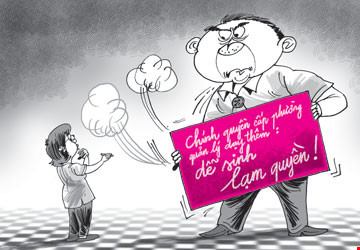 Chính quyền cấp phường
quản lý dạy thêm :
dễ sinh
lạm quyền !